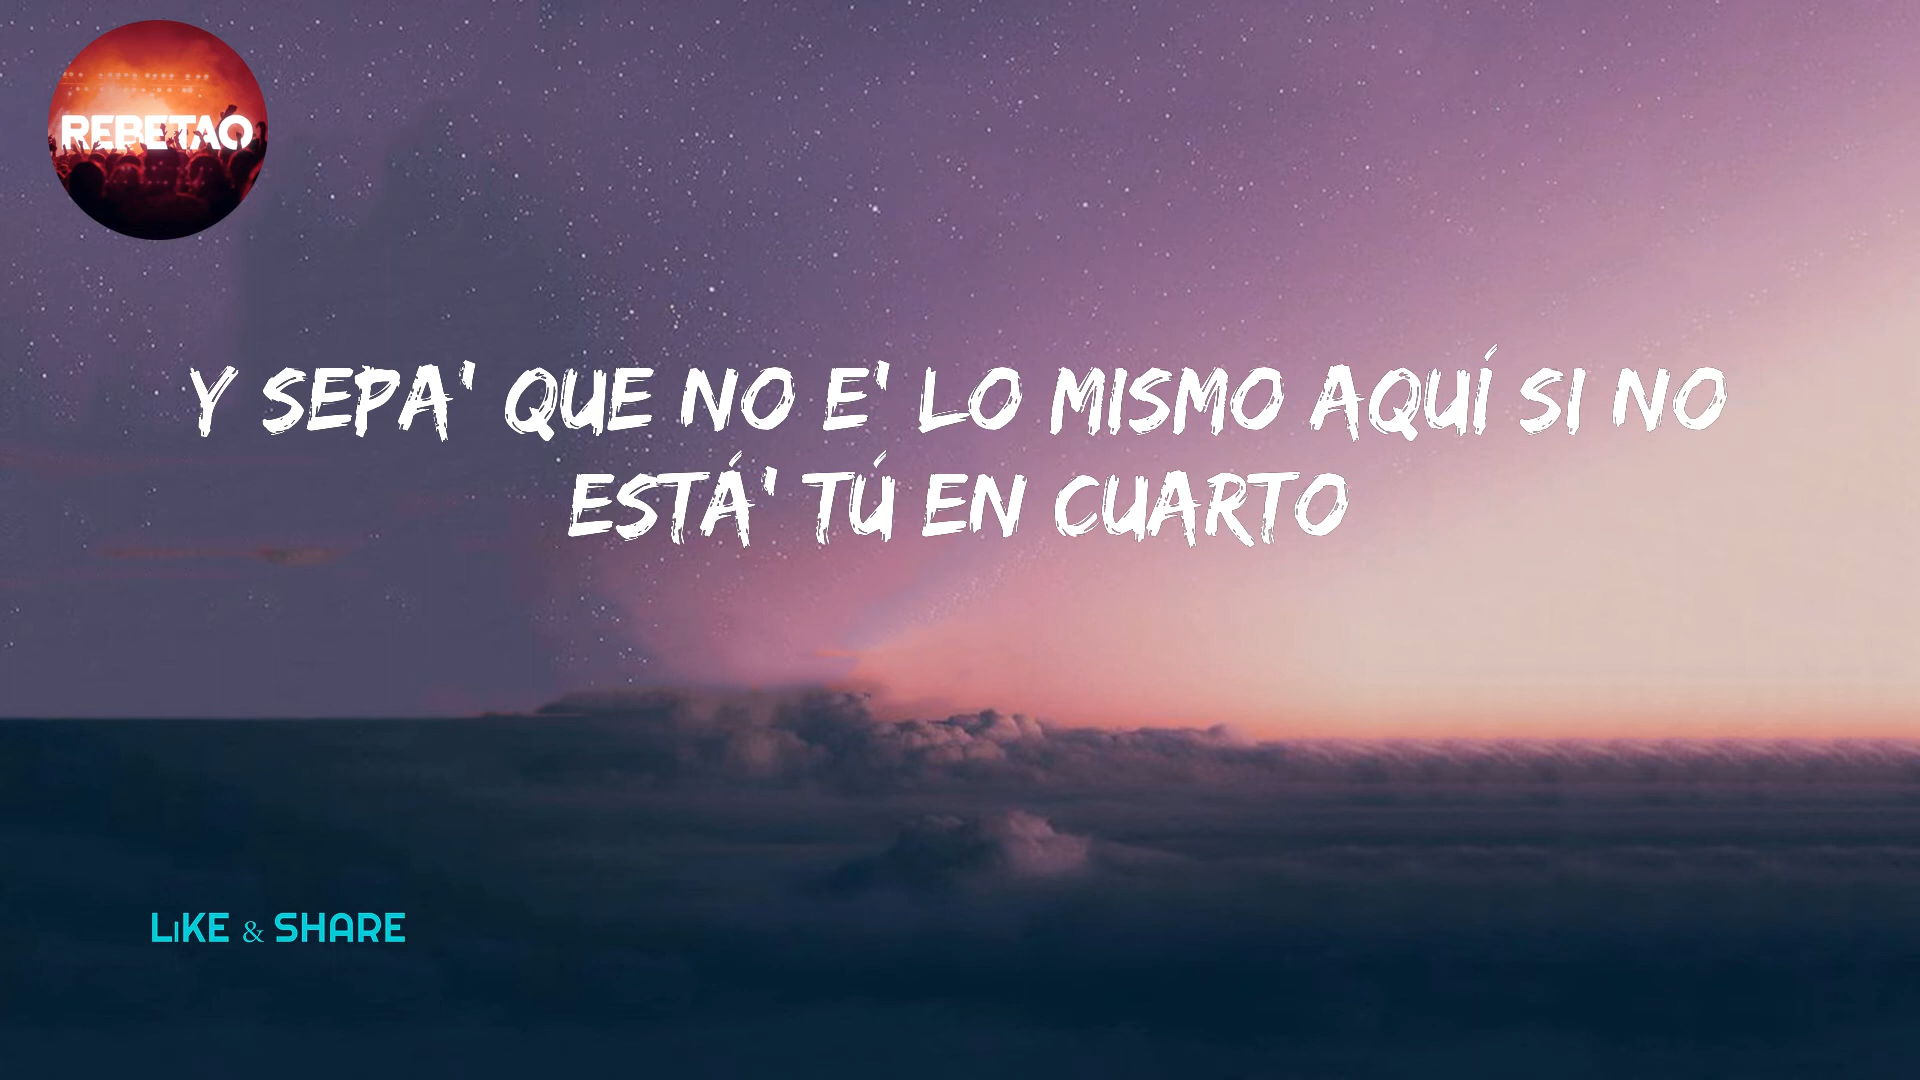 REBETAO
Y SEPA' QUE NO E' LO MISMO AQUÍ SI NO
ESTÁ' TÚ EN CUARTO
LiKE & SHARE